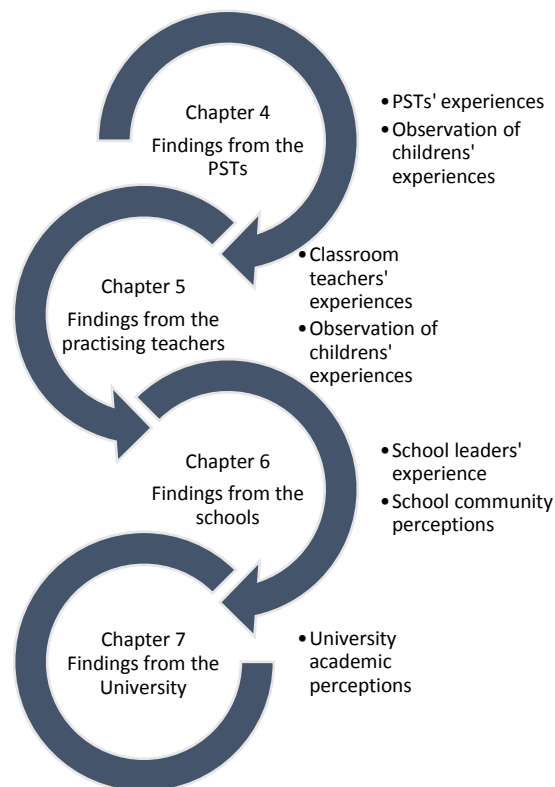 Chapter 4
Findings from the
PSTs
•PSTs' experiences
•Observation of
childrens'
experiences
Chapter 5
Findings from the
practising teachers
•Classroom
teachers'
experiences
•Observation of
childrens'
experiences
Chapter 6
Findings from the
schools
•School leaders'
experience
•School community
perceptions
Chapter 7
Findings from the
University
•University
academic
perceptions